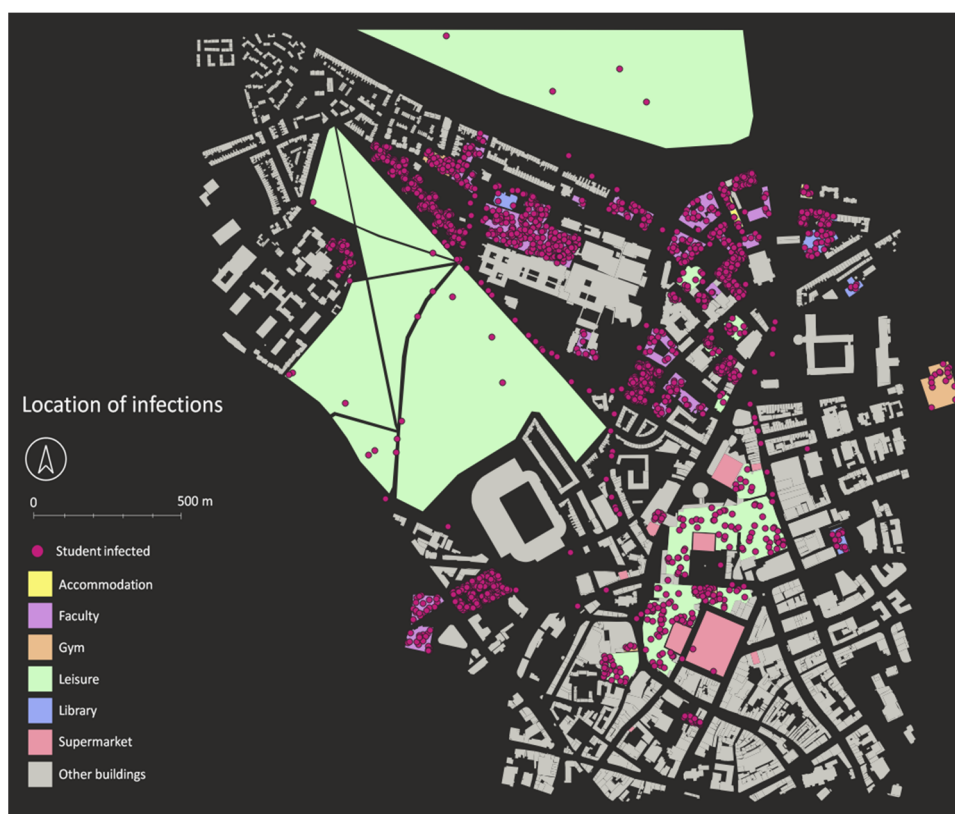 Location of infections
0 500 m
Student infected
Accommodation
Faculty
Gym
Leisure
Library
Supermarket
Other buildings